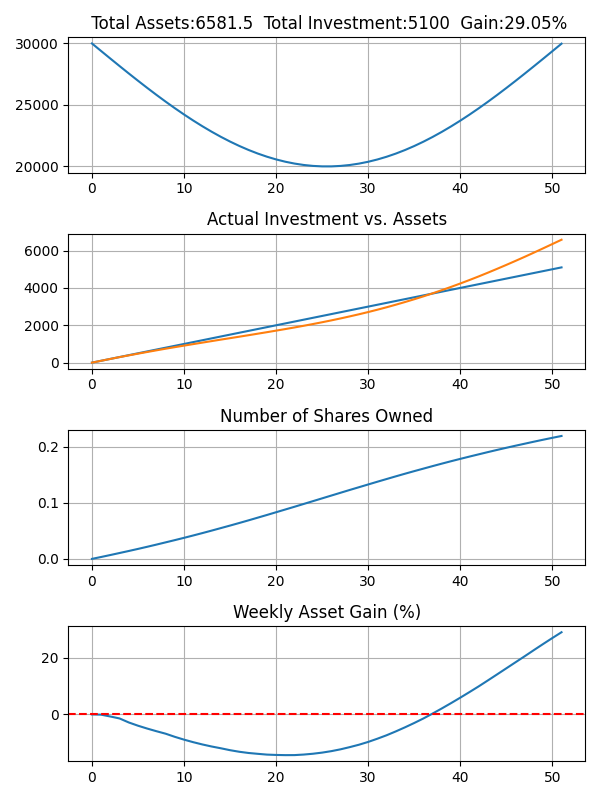 Total Assets:6581.5  Total Investment:5100  Gain:29.05%
30000
25000
20000
0 10 20 30 40 50
Actual Investment vs. Assets
6000
4000
2000
0
0 10 20 30 40 50
Number of Shares Owned
0.2
0.1
0.0
0 10 20 30 40 50
Weekly Asset Gain (%)
20
0
0 10 20 30 40 50